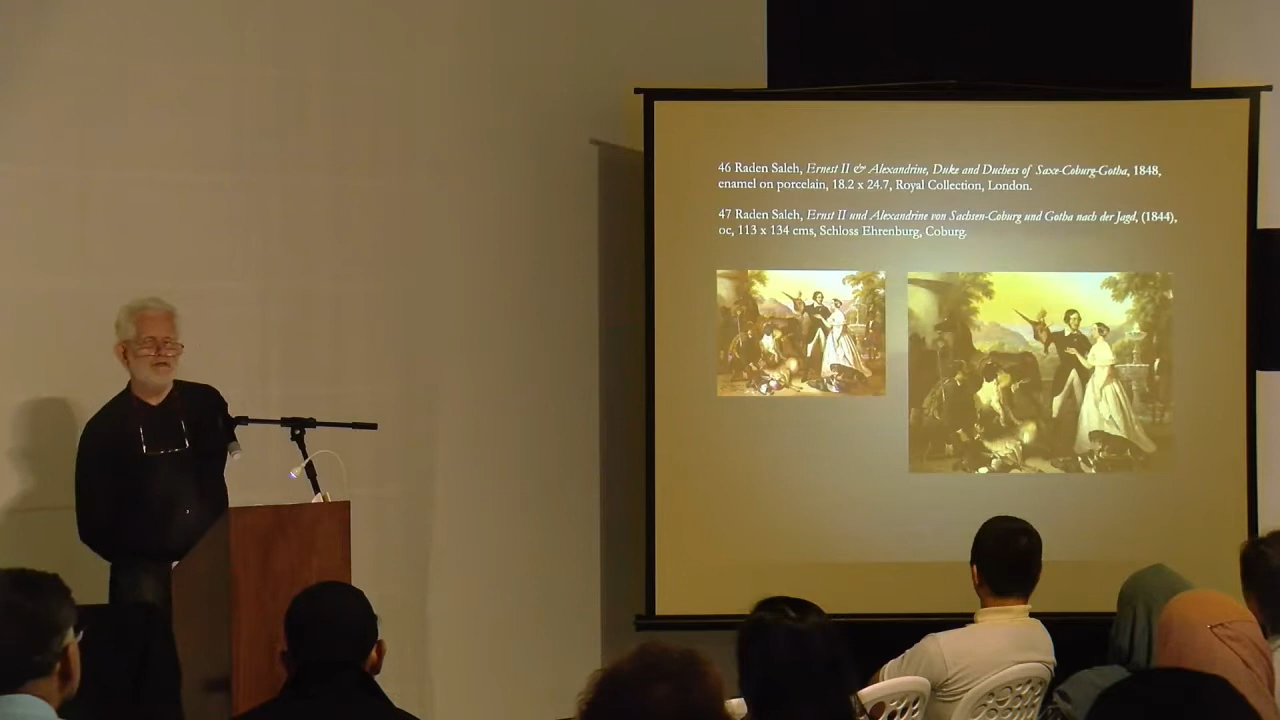 46 Raden Saleh, Ernest II & Alexandrine, Duke and Duchess of Saxe-Coburg-Gotha, 1848,
enamel on porcelain, 18.2 x 24.7, Royal Collection, London.
47 Raden Saleh, Ernst II und Alexandrine von Sachsen-Coburg und Gotha nach der Jagd, (1844),
oc, 113 x 134 cms, Schloss Ehrenburg, Coburg.